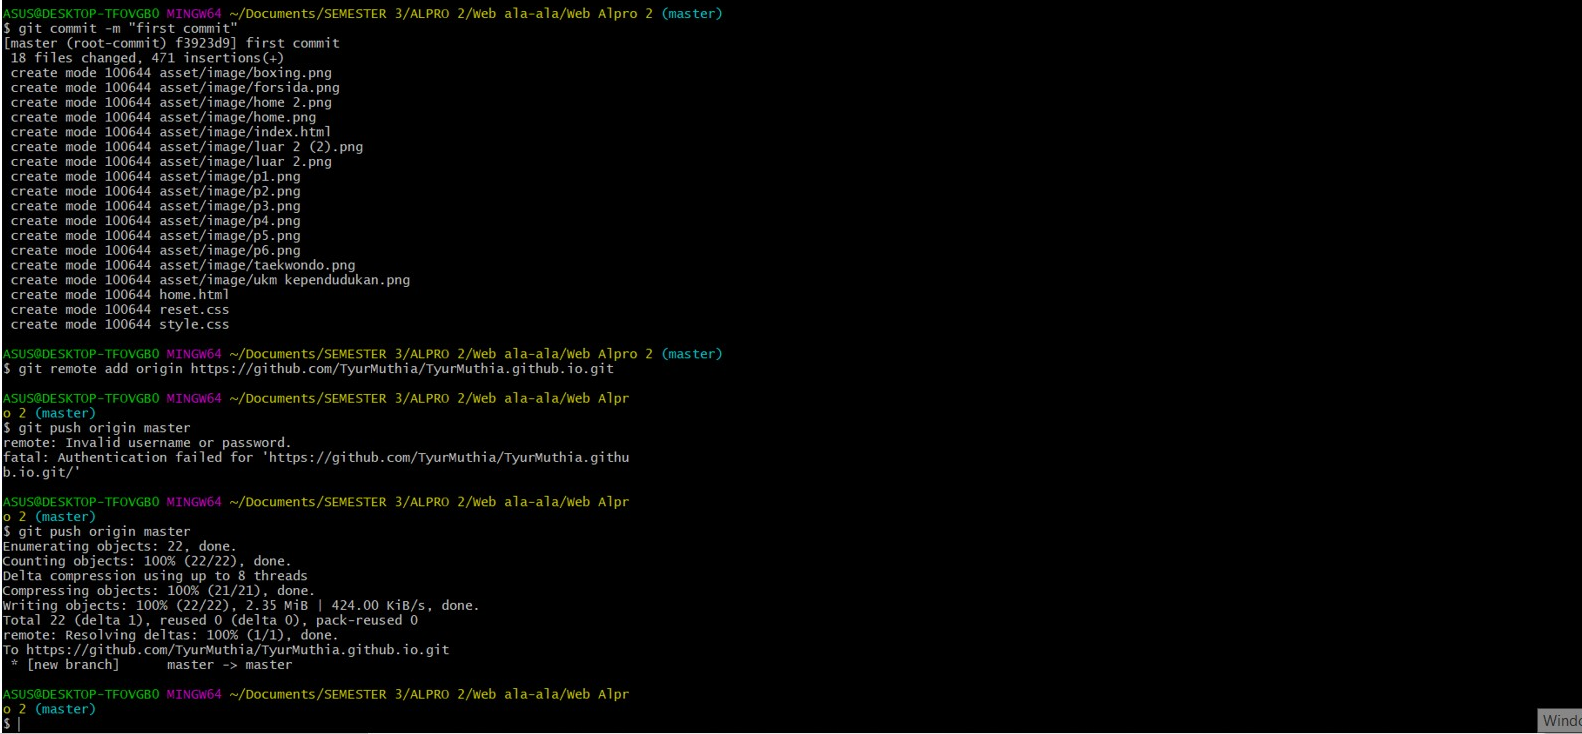 ASUS@DESKTOP-TFOVGB0 MINGW64 ~/Documents/SEMESTER 3/ALPRO 2/Web ala-ala/Web Alpro 2 (master)
$ git commit -m "first commit"
[master (root-commit) f3923d9] first commit
 18 files changed, 471 insertions(+)
 create mode 100644 asset/image/boxing.png
 create mode 100644 asset/image/forsida.png
 create mode 100644 asset/image/home 2.png
 create mode 100644 asset/image/home.png
 create mode 100644 asset/image/index.html
 create mode 100644 asset/image/luar 2 (2).png
 create mode 100644 asset/image/luar 2.png
 create mode 100644 asset/image/p1.png
 create mode 100644 asset/image/p2.png
 create mode 100644 asset/image/p3.png
 create mode 100644 asset/image/p4.png
 create mode 100644 asset/image/p5.png
 create mode 100644 asset/image/p6.png
 create mode 100644 asset/image/taekwondo.png
 create mode 100644 asset/image/ukm kependudukan.png
 create mode 100644 home.html
 create mode 100644 reset.css
 create mode 100644 style.css
ASUS@DESKTOP-TFOVGB0 MINGW64 ~/Documents/SEMESTER 3/ALPRO 2/Web ala-ala/Web Alpro 2 (master)
$ git remote add origin https://github.com/TyurMuthia/TyurMuthia.github.io.git
ASUS@DESKTOP-TFOVGB0 MINGW64 ~/Documents/SEMESTER 3/ALPRO 2/Web ala-ala/Web Alpr
o 2 (master)
$ git push origin master
remote: Invalid username or password.
fatal: Authentication failed for 'https://github.com/TyurMuthia/TyurMuthia.githu
b.io.git/'
ASUS@DESKTOP-TFOVGB0 MINGW64 ~/Documents/SEMESTER 3/ALPRO 2/Web ala-ala/Web Alpr
o 2 (master)
$ git push origin master
Enumerating objects: 22, done.
Counting objects: 100% (22/22), done.
Delta compression using up to 8 threads
Compressing objects: 100% (21/21), done.
Writing objects: 100% (22/22), 2.35 MiB | 424.00 KiB/s, done.
Total 22 (delta 1), reused 0 (delta 0), pack-reused 0
remote: Resolving deltas: 100% (1/1), done.
To https://github.com/TyurMuthia/TyurMuthia.github.io.git
 * [new branch]      master -> master
ASUS@DESKTOP-TFOVGB0 MINGW64 ~/Documents/SEMESTER 3/ALPRO 2/Web ala-ala/Web Alpr
o 2 (master)
$